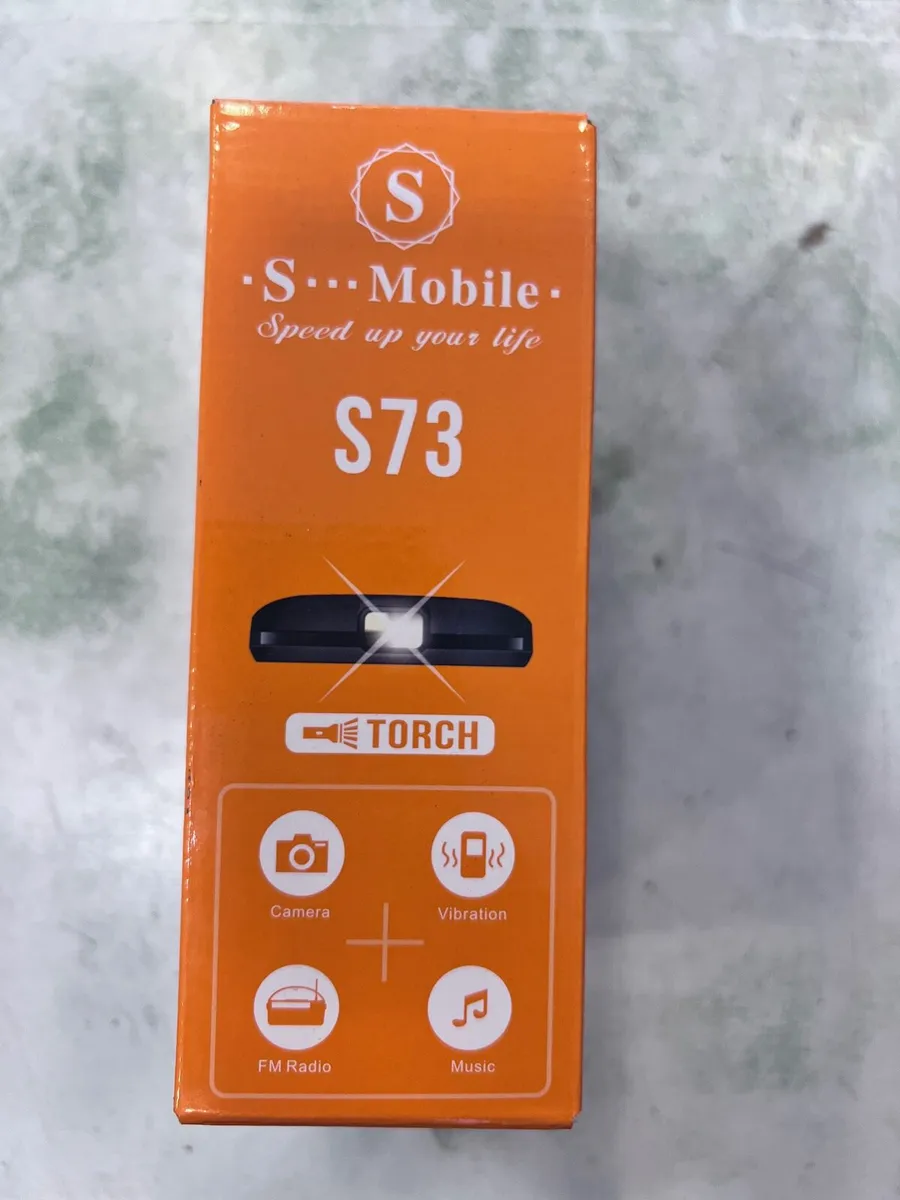 S
·S···Mobile·
Speed up your life
S73
TORCH
Camera
Vibration
FM Radio
Music